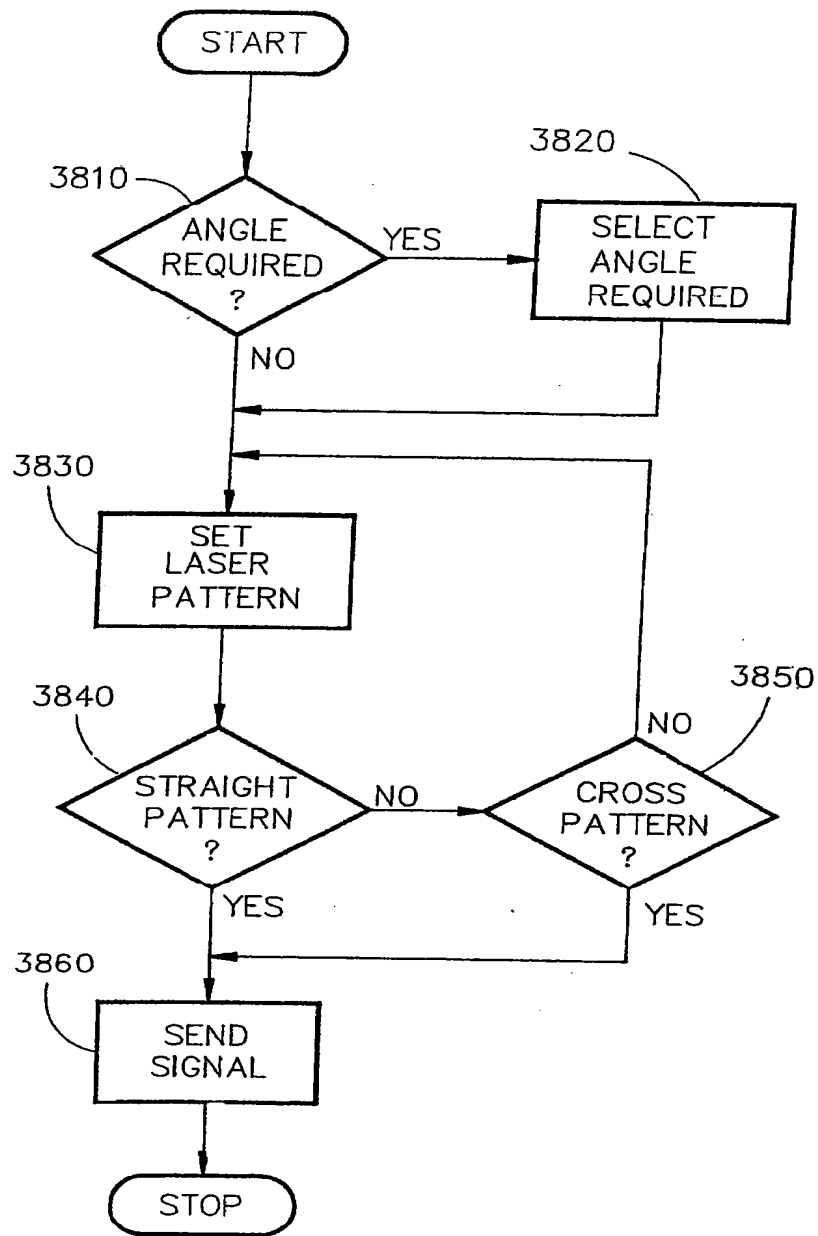 START
3810
ANGLE
REQUIRED
?
YES
3820
SELECT
ANGLE
REQUIRED
NO
3830
SET
LASER
PATTERN
3840
STRAIGHT
PATTERN
?
NO
3850
NO
CROSS
PATTERN
?
YES
YES
3860
SEND
SIGNAL
STOP